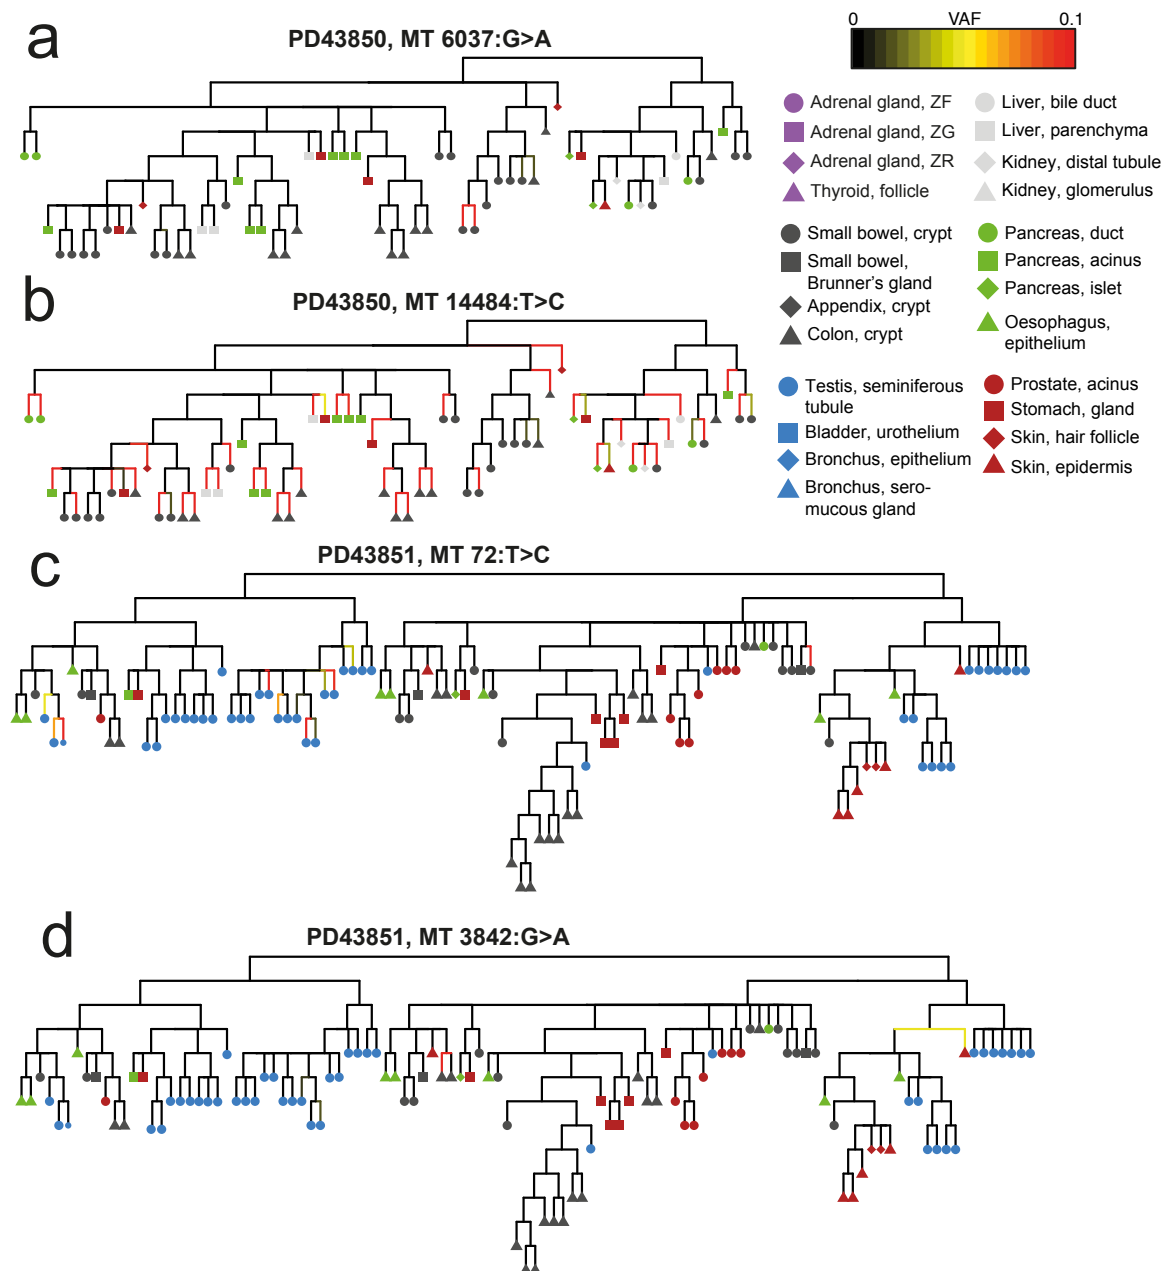 a
PD43850, MT 6037:G>A
0 VAF 0.1
Adrenal gland, ZF
Adrenal gland, ZG
Adrenal gland, ZR
Thyroid, follicle
Liver, bile duct
Liver, parenchyma
Kidney, distal tubule
Kidney, glomerulus
Small bowel, crypt
Small bowel,
Brunner's gland
Appendix, crypt
Colon, crypt
Pancreas, duct
Pancreas, acinus
Pancreas, islet
Oesophagus,
epithelium
Testis, seminiferous
tubule
Bladder, urothelium
Bronchus, epithelium
Bronchus, sero-
mucous gland
Prostate, acinus
Stomach, gland
Skin, hair follicle
Skin, epidermis
b
PD43850, MT 14484:T>C
c
PD43851, MT 72:T>C
d
PD43851, MT 3842:G>A